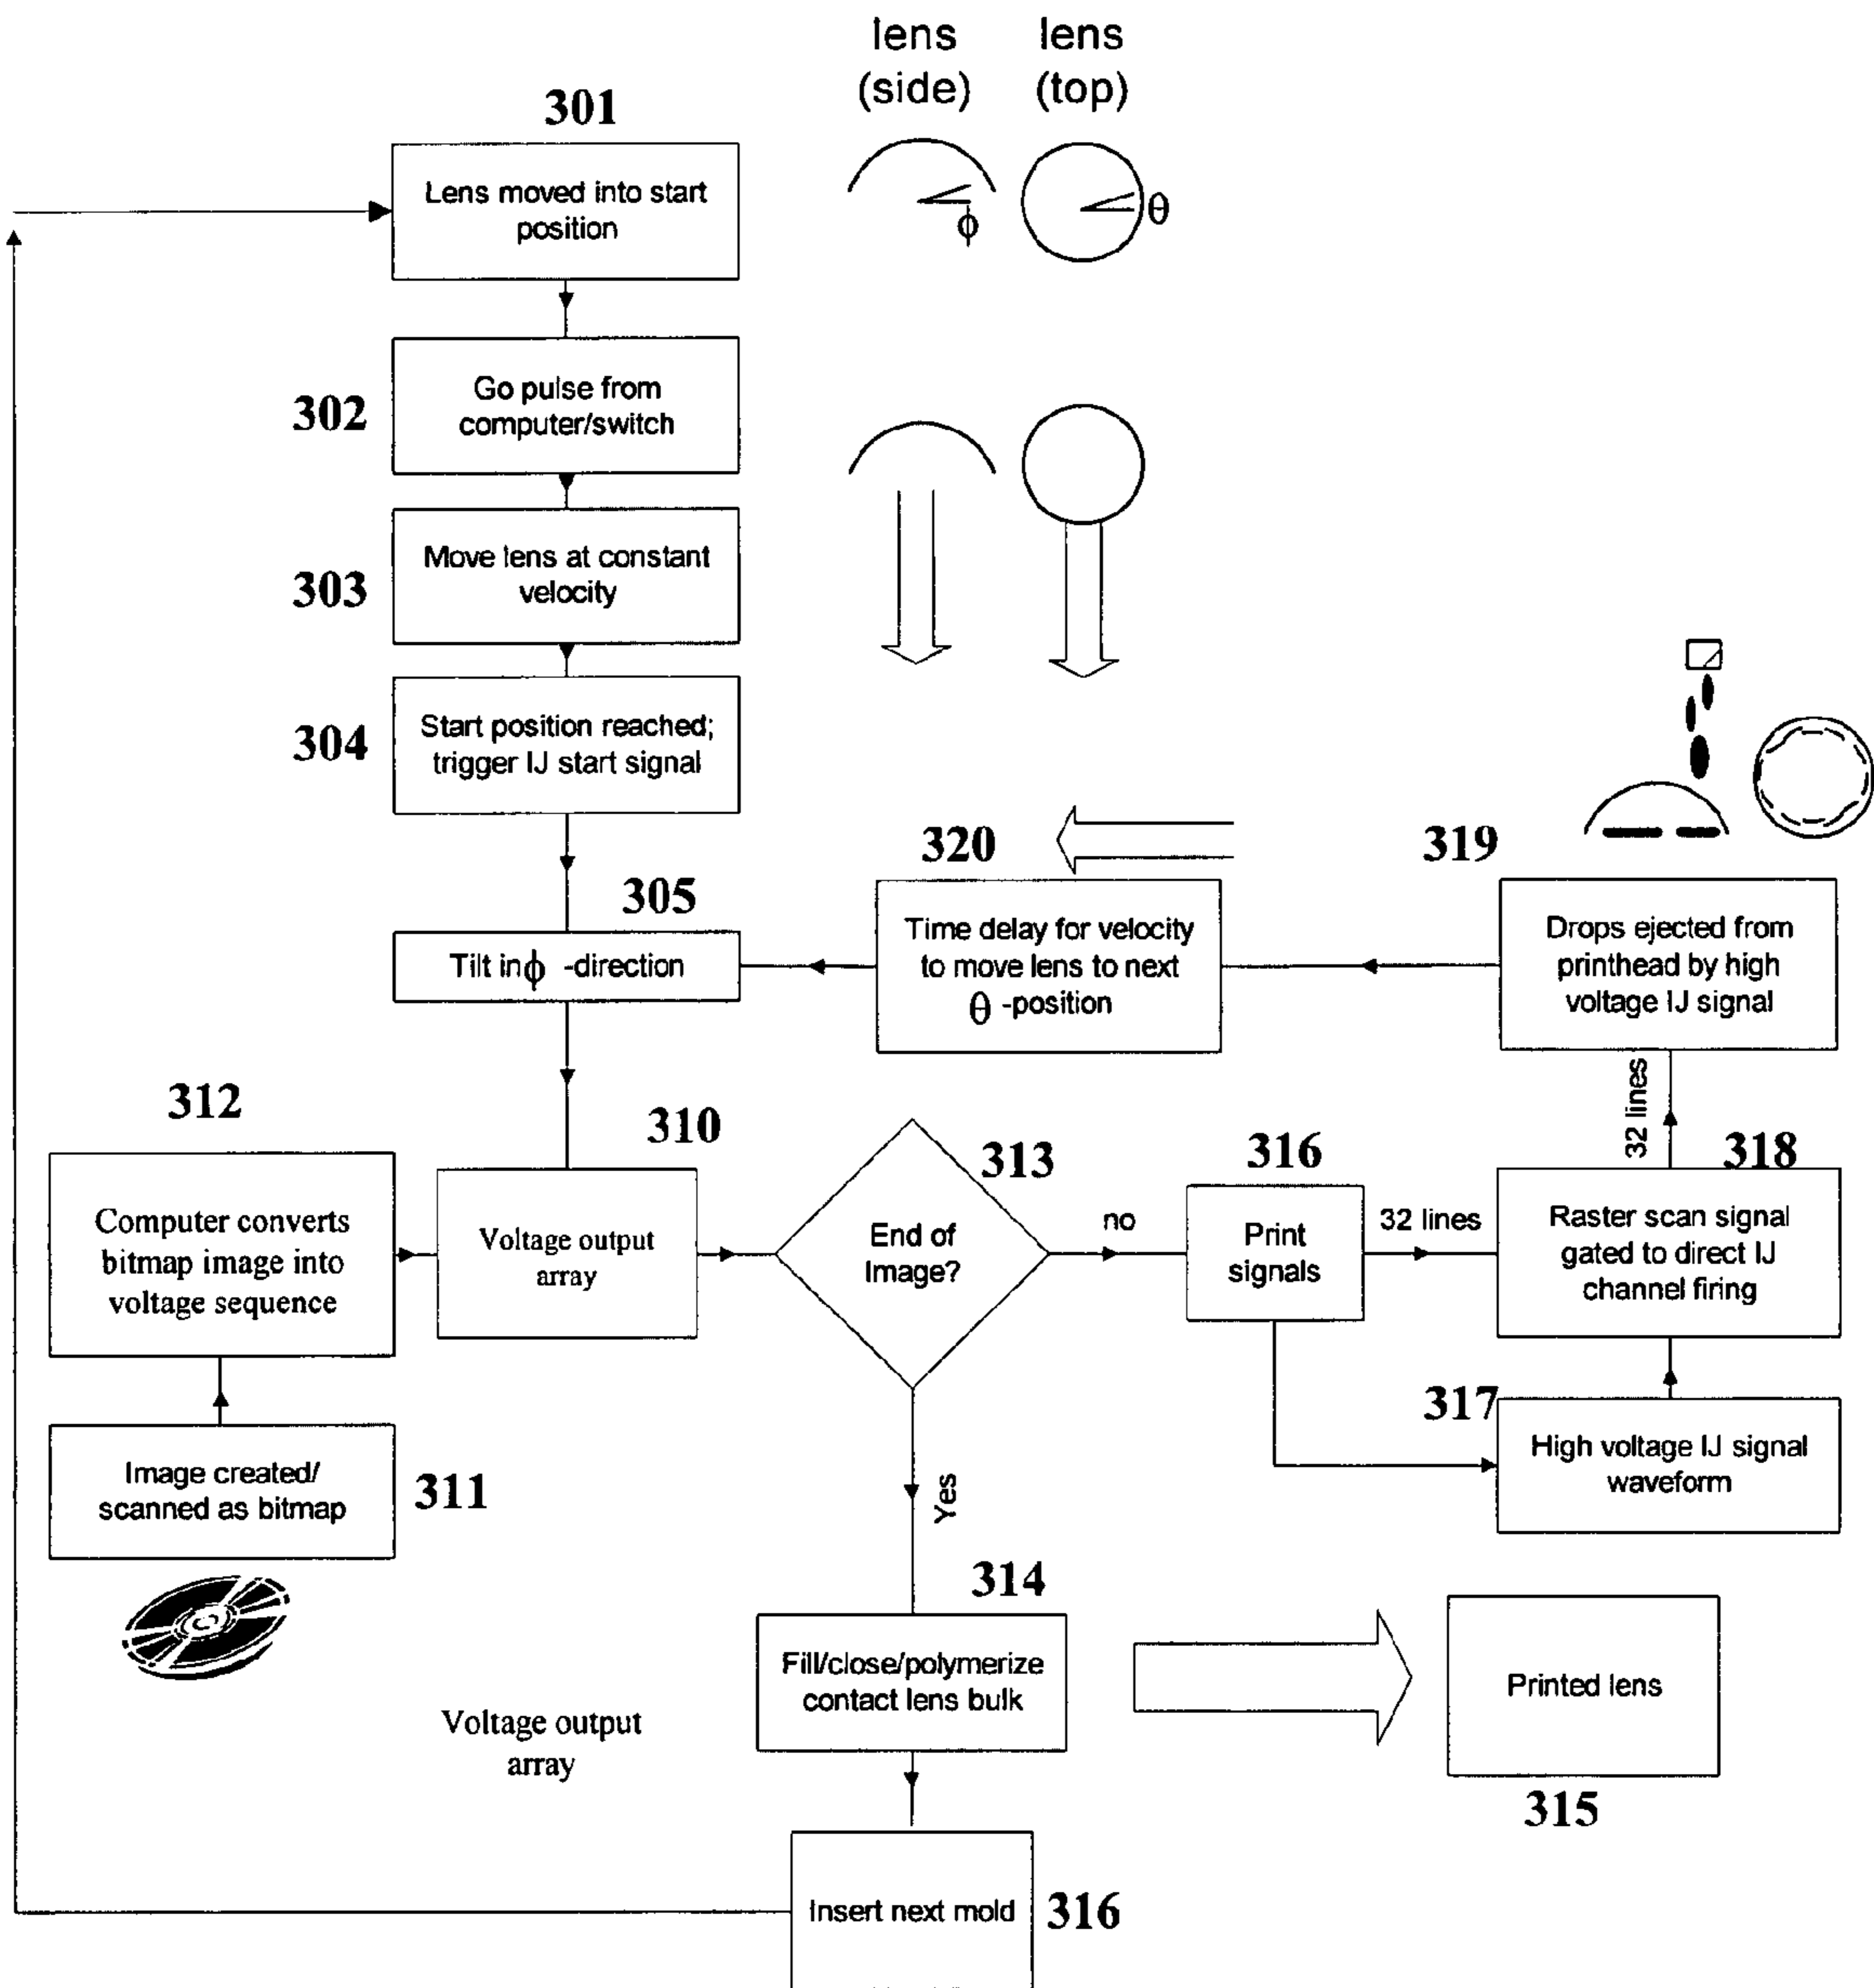 lens
(side)
lens
(top)
301
Lens moved into start
position
ϕ
θ
302
Go pulse from
computer/switch
303
Move lens at constant
velocity
304
Start position reached;
trigger IJ start signal
305
Tilt in ϕ -direction
320
Time delay for velocity
to move lens to next
θ -position
319
Drops ejected from
printhead by high
voltage IJ signal
32 lines
312
Computer converts
bitmap image into
voltage sequence
310
Voltage output
array
313
End of
Image?
no
316
Print
signals
32 lines
318
Raster scan signal
gated to direct IJ
channel firing
317
High voltage IJ signal
waveform
Image created/
scanned as bitmap
311
Yes
314
Fill/close/polymerize
contact lens bulk
Printed lens
315
Voltage output
array
Insert next mold
316